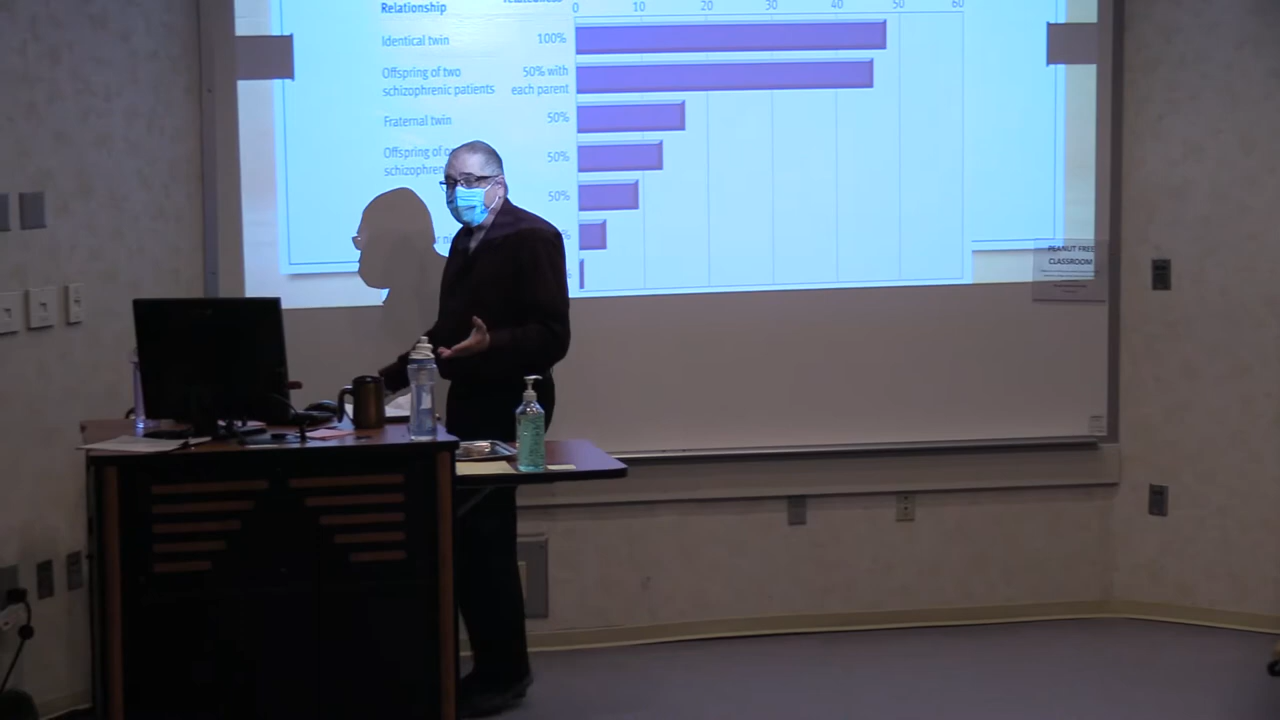 Relationship
0 10 20 30 40 50 60
Identical twin 100%
Offspring of two 50% with
schizophrenic patients each parent
Fraternal twin 50%
Offspring of
schizophren 50%
50%
PEANUT FREE
CLASSROOM